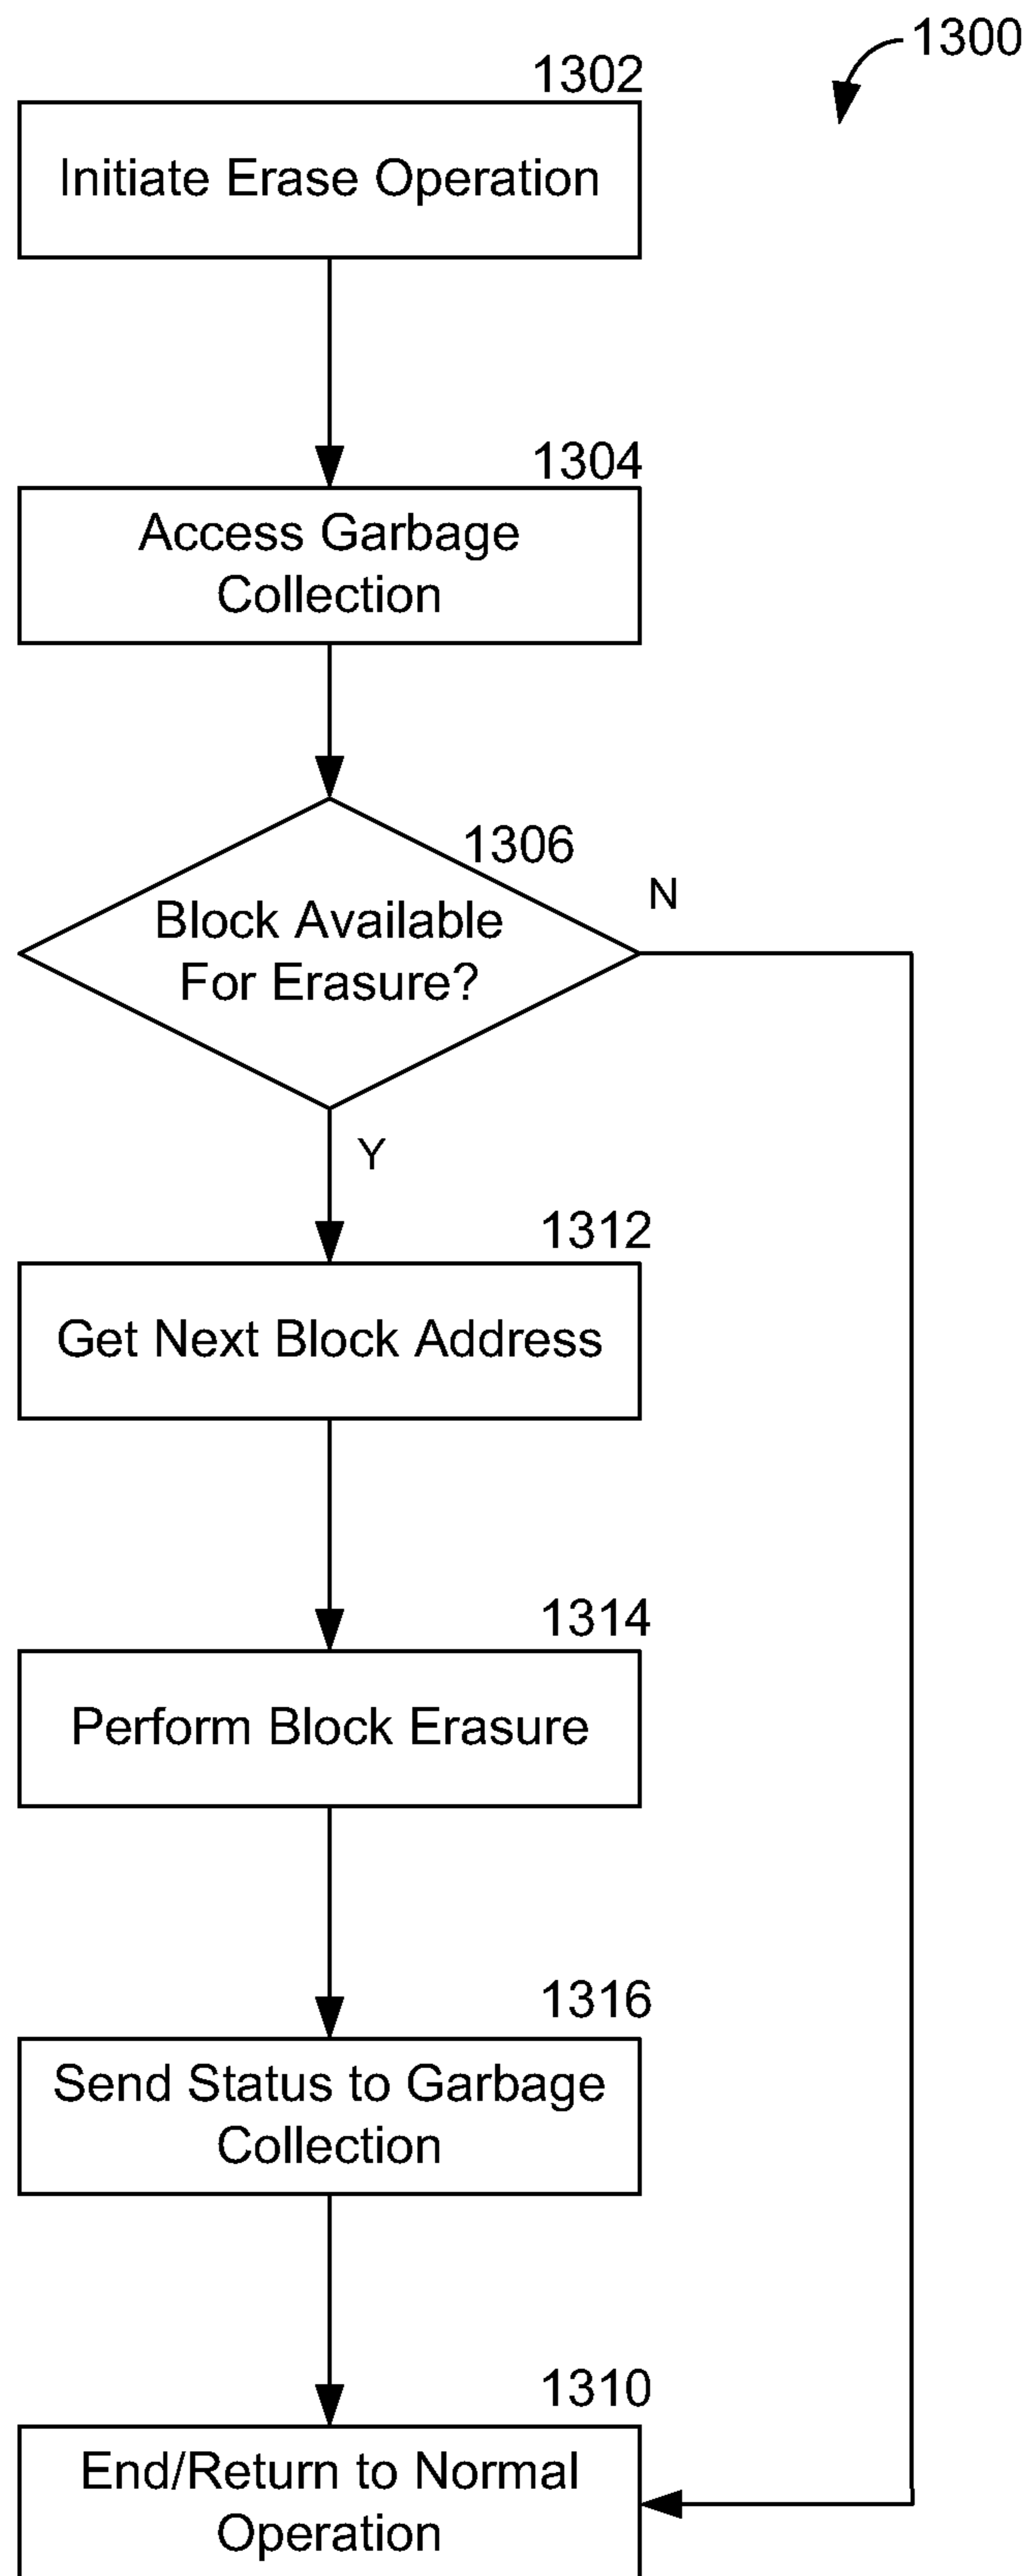 1300
1302
Initiate Erase Operation
1304
Access Garbage
Collection
1306
N
Block Available
For Erasure?
Y
1312
Get Next Block Address
1314
Perform Block Erasure
1316
Send Status to Garbage
Collection
1310
End/Return to Normal
Operation